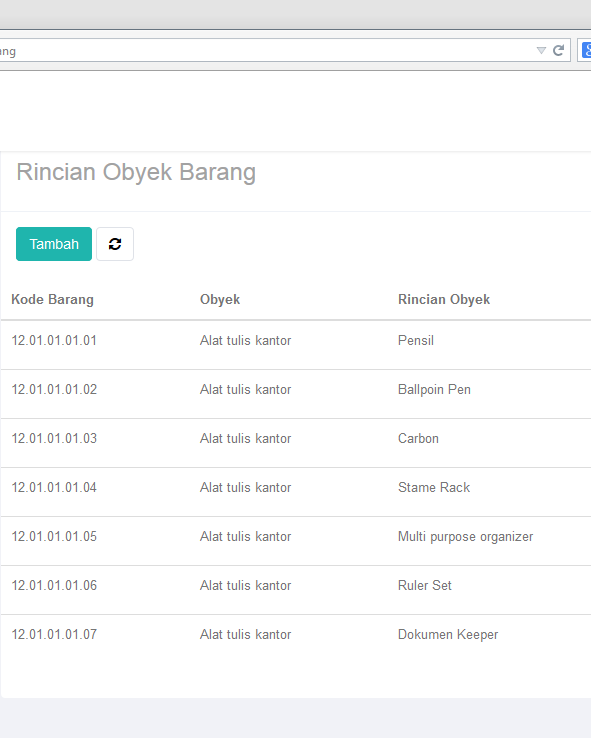 ang
Rincian Obyek Barang
Tambah
Kode Barang Obyek Rincian Obyek
12.01.01.01.01 Alat tulis kantor Pensil
12.01.01.01.02 Alat tulis kantor Ballpoin Pen
12.01.01.01.03 Alat tulis kantor Carbon
12.01.01.01.04 Alat tulis kantor Stame Rack
12.01.01.01.05 Alat tulis kantor Multi purpose organizer
12.01.01.01.06 Alat tulis kantor Ruler Set
12.01.01.01.07 Alat tulis kantor Dokumen Keeper